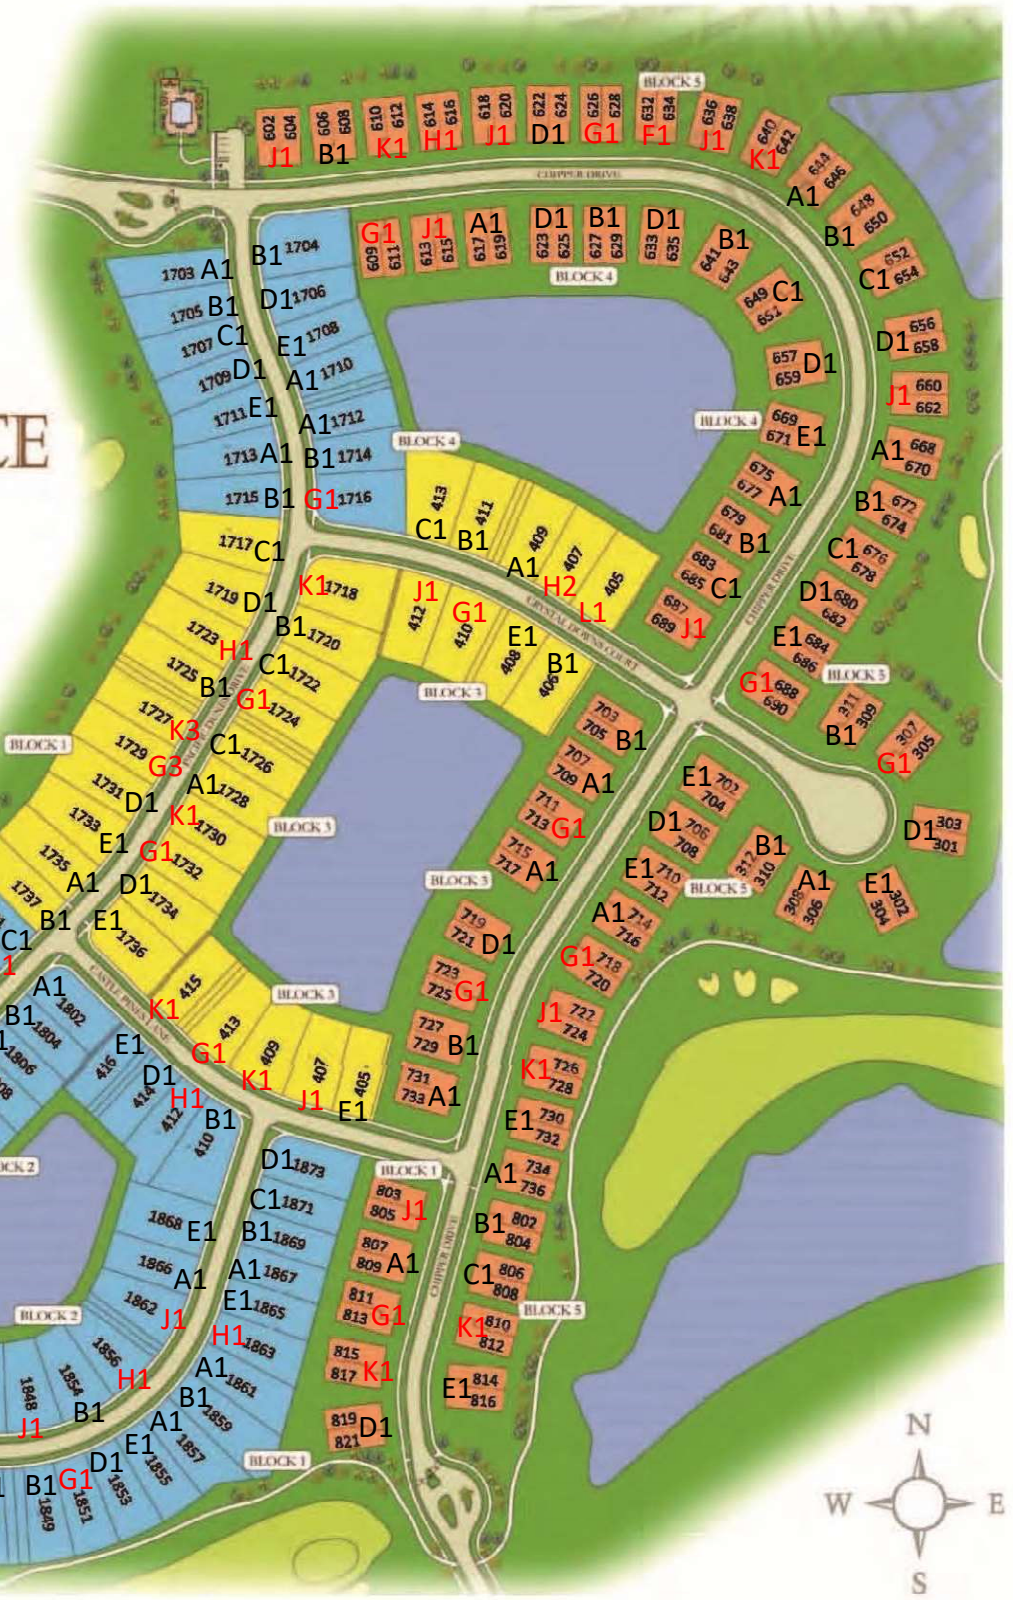 BLOCK 5
602 604 J1
606 608 B1
610 612 K1
614 616 H1
618 620 J1
622 624 D1
626 628 G1
632 634 F1
636 638 J1
640 642 K1
644 646 A1
648 650 B1
652 654 C1
656 658 D1
660 662 J1
668 670 A1
672 674 B1
676 678 C1
680 682 D1
684 686 E1
688 690 G1
BLOCK 5
CHIPPER DRIVE
G1 609 611
J1 613 615
A1 617 619
D1 623 625
B1 627 629
D1 633 635
B1 641 643
649 651 C1
657 659 D1
669 671 E1
675 677 A1
679 681 B1
683 685 C1
687 689 J1
BLOCK 4
BLOCK 4
BLOCK 4
CHIPPER DRIVE
1703 A1
1705 B1
1707 C1
1709 D1
1711 E1
1713 A1
1715 B1
B1 1704
D1 1706
E1 1708
A1 1710
A1 1712
B1 1714
G1 1716
CE
1717 C1
1719 D1
1723 H1
1725 B1
1727 K3
1729 G3
1731 D1
1733 E1
1735 A1
1737 B1
C1
1
BLOCK 1
K1 1718
B1 1720
C1 1722
G1 1724
C1 1726
A1 1728
K1 1730
G1 1732
D1 1734
E1 1736
BLOCK 3
413 C1
411 B1
409 A1
407 H2
405 L1
CRYSTAL DOWNS COURT
J1 412
G1 410
E1 408
B1 406
BLOCK 3
311 309 B1
307 305 G1
D1 303 301
E1 302 304
A1 308 306
B1 312 310
BLOCK 5
703 705 B1
707 709 A1
711 713 G1
715 717 A1
BLOCK 3
719 721 D1
723 725 G1
727 729 B1
731 733 A1
E1 702 704
D1 706 708
E1 710 712
A1 714 716
G1 718 720
J1 722 724
K1 726 728
E1 730 732
A1 734 736
B1 802 804
C1 806 808
K1 810 812
E1 814 816
BLOCK 5
CHIPPER DRIVE
BLOCK 3
415 K1
413 G1
409 K1
407 J1
405 E1
CASTLE PINES LANE
A1 1802
B1 1804
1806
08
E1 416
D1 414
H1 412
B1 410
OCK 2
BLOCK 1
803 805 J1
807 809 A1
811 813 G1
815 817 K1
819 821 D1
D1 1873
C1 1871
B1 1869
A1 1867
E1 1865
H1 1863
A1 1861
B1 1859
A1 1857
E1 1855
D1 1853
G1 1851
B1 1849
BLOCK 1
1868 E1
1866 A1
1862 J1
BLOCK 2
1856 H1
1854 B1
1848 J1
N
W E
S